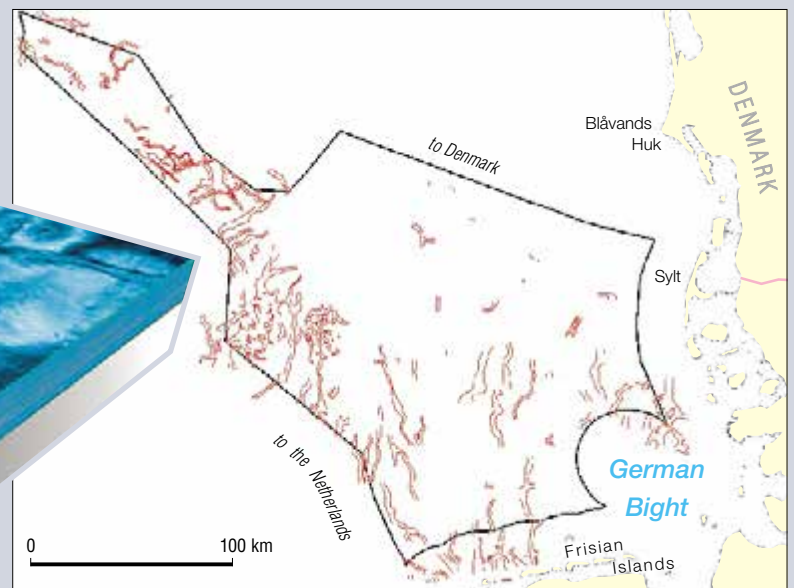 Blåvands
Huk
DENMARK
to Denmark
Sylt
to the Netherlands
German
Bight
Frisian
Islands
0 100 km